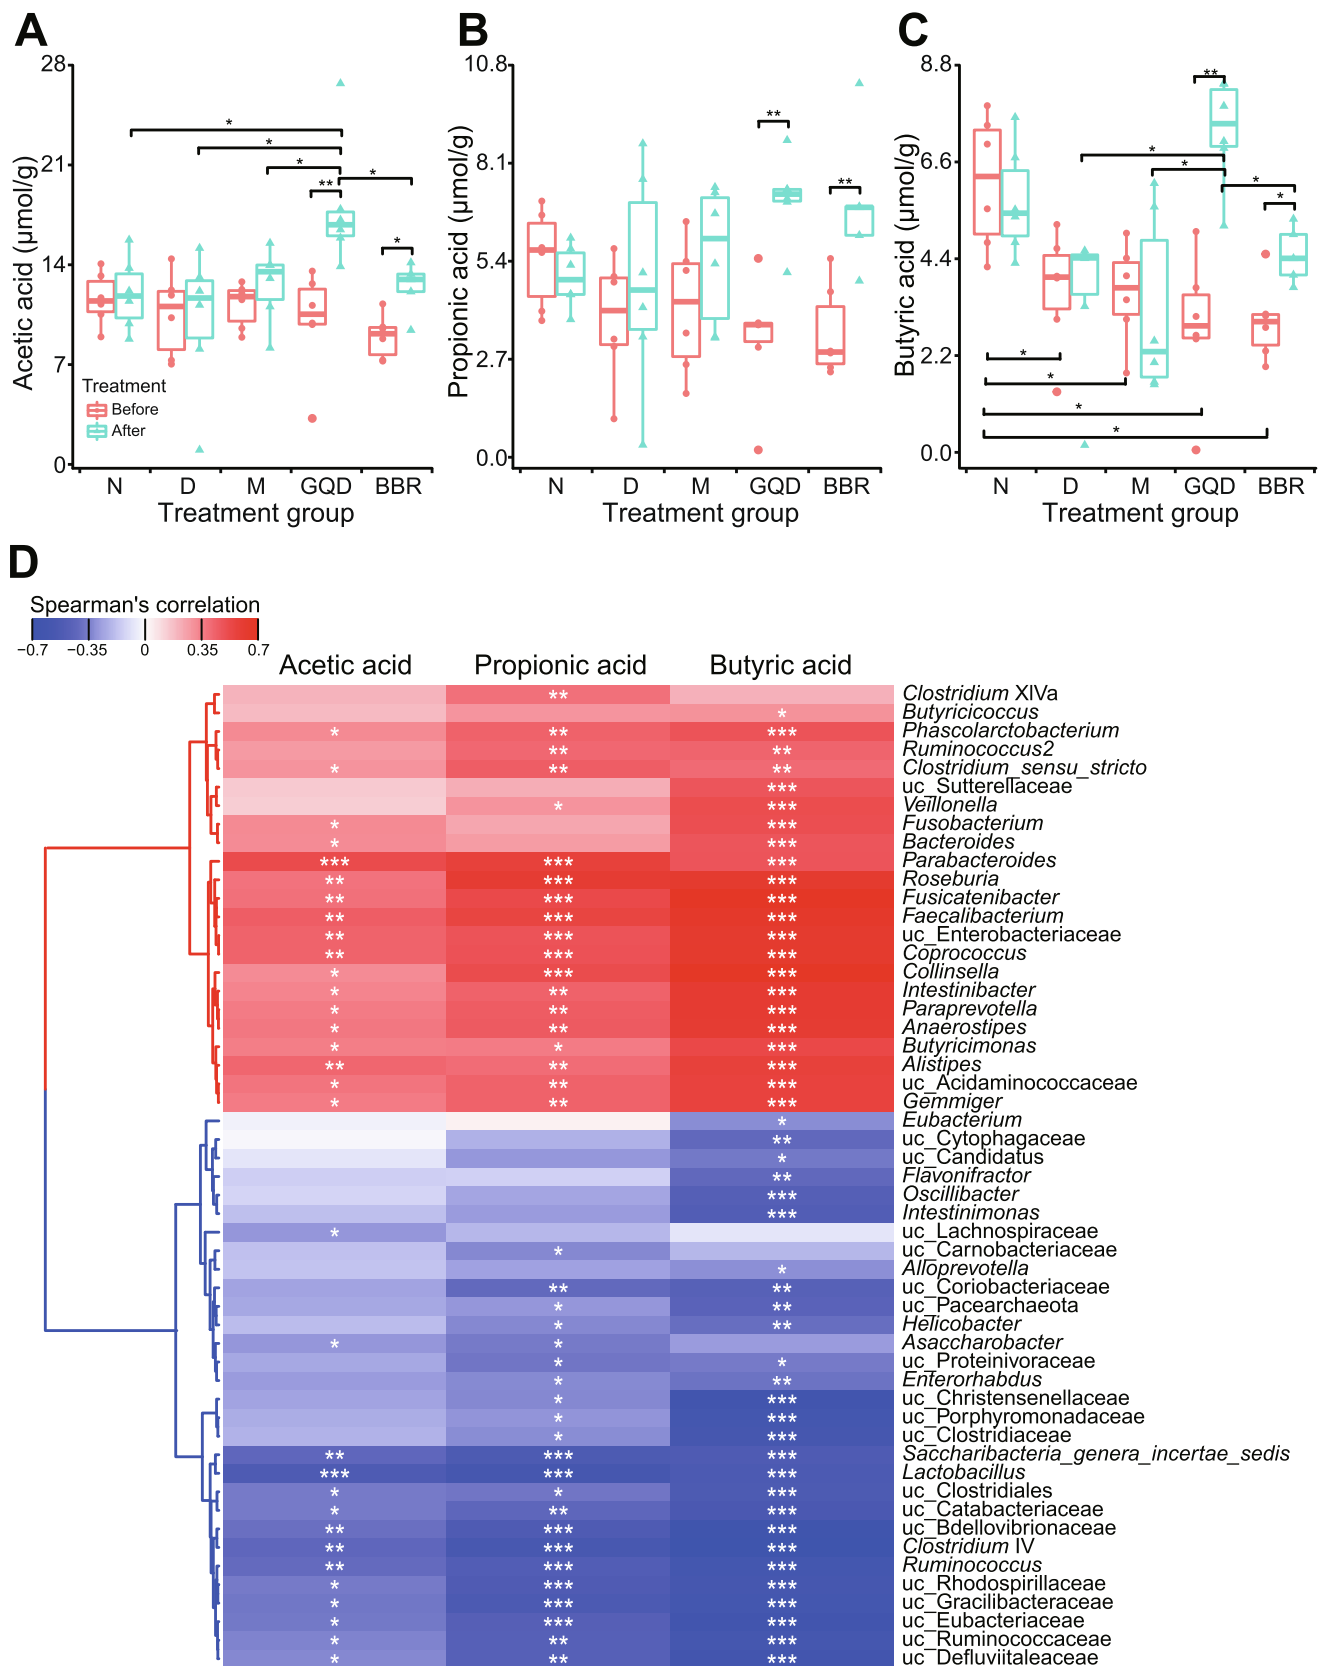 A
B
C
28
21
14
7
0
Acetic acid (μmol/g)
*
*
*
*
**
*
Treatment
Before
After
N D M GQD BBR
Treatment group
10.8
8.1
5.4
2.7
0.0
Propionic acid (μmol/g)
**
**
N D M GQD BBR
Treatment group
8.8
6.6
4.4
2.2
0.0
Butyric acid (μmol/g)
**
*
*
*
*
*
*
*
*
N D M GQD BBR
Treatment group
D
Spearman's correlation
−0.7 −0.35 0 0.35 0.7
Acetic acid Propionic acid Butyric acid
** Clostridium XIVa
* Butyricicoccus
* ** *** Phascolarctobacterium
** ** Ruminococcus2
* ** ** Clostridium_sensu_stricto
*** uc_Sutterellaceae
* *** Veillonella
* *** Fusobacterium
* *** Bacteroides
*** *** *** Parabacteroides
** *** *** Roseburia
** *** *** Fusicatenibacter
** *** *** Faecalibacterium
** *** *** uc_Enterobacteriaceae
** *** *** Coprococcus
* *** *** Collinsella
* ** *** Intestinibacter
* ** *** Paraprevotella
* ** *** Anaerostipes
* * *** Butyricimonas
** ** *** Alistipes
* ** *** uc_Acidaminococcaceae
* ** *** Gemmiger
* Eubacterium
** uc_Cytophagaceae
* uc_Candidatus
** Flavonifractor
*** Oscillibacter
*** Intestinimonas
* uc_Lachnospiraceae
* uc_Carnobacteriaceae
* Alloprevotella
** ** uc_Coriobacteriaceae
* ** uc_Pacearchaeota
* ** Helicobacter
* * Asaccharobacter
* * uc_Proteinivoraceae
* ** Enterorhabdus
* *** uc_Christensenellaceae
* *** uc_Porphyromonadaceae
* *** uc_Clostridiaceae
** *** *** Saccharibacteria_genera_incertae_sedis
*** *** *** Lactobacillus
* * *** uc_Clostridiales
* ** *** uc_Catabacteriaceae
** *** *** uc_Bdellovibrionaceae
** *** *** Clostridium IV
** *** *** Ruminococcus
* *** *** uc_Rhodospirillaceae
* *** *** uc_Gracilibacteraceae
* *** *** uc_Eubacteriaceae
* ** *** uc_Ruminococcaceae
* ** *** uc_Defluviitaleaceae